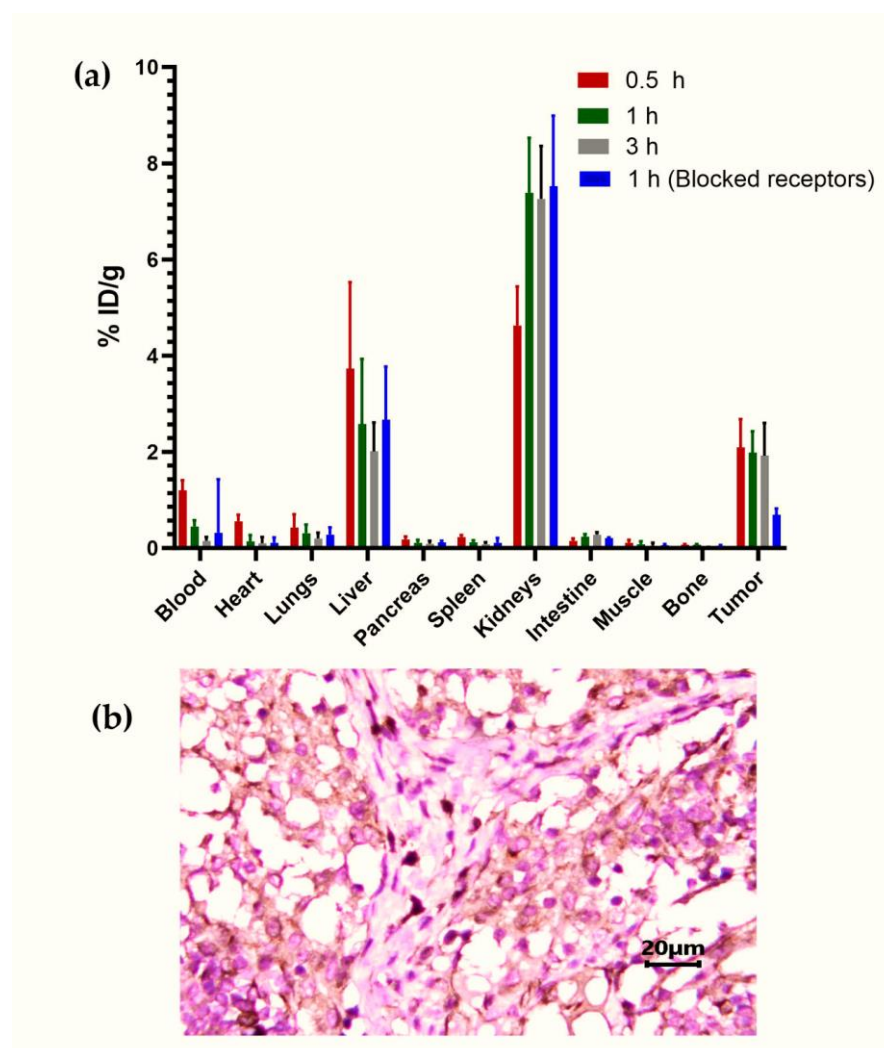 (a)
10
8
6
4
2
0
% ID/g
0.5 h
1 h
3 h
1 h (Blocked receptors)
Blood
Heart
Lungs
Liver
Pancreas
Spleen
Kidneys
Intestine
Muscle
Bone
Tumor
(b)
20µm